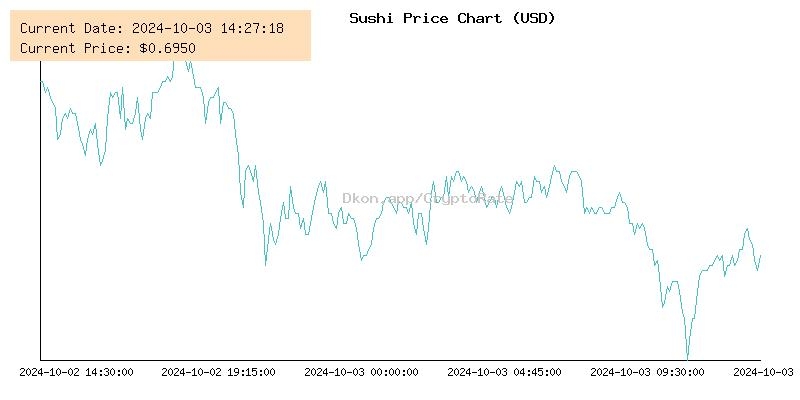 Sushi Price Chart (USD)
Current Date: 2024-10-03 14:27:18
Current Price: $0.6950
Dkon.app/CryptoRate
2024-10-02 14:30:00 2024-10-02 19:15:00 2024-10-03 00:00:00 2024-10-03 04:45:00 2024-10-03 09:30:00 2024-10-03